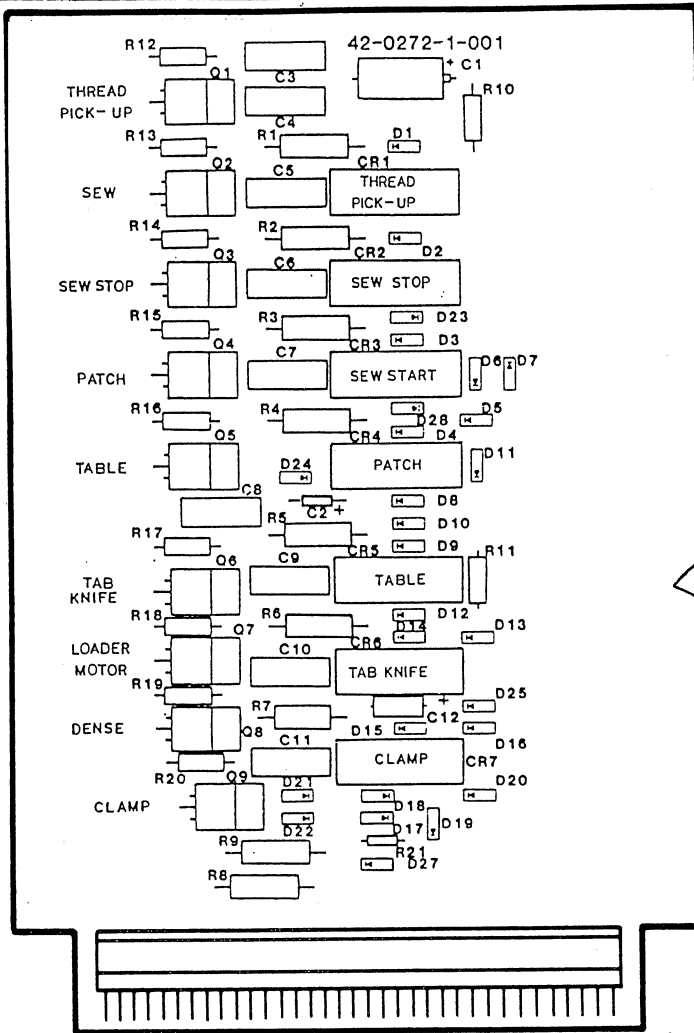 R12 42-0272-1-001
Q1 C3 + C1
THREAD
PICK-UP C4 R10
R13 R1 D1
Q2 C5 CR1
SEW THREAD
PICK-UP
R14 R2 CR2 D2
Q3 C6
SEW STOP SEW STOP
R15 R3 D23
Q4 C7 CR3 D3
PATCH SEW START D6 D7
R16 R4 D28 D5
Q5 CR4 D4
TABLE D24 PATCH D11
C8 C2 + D8
R5 D10
R17 CR5 D9 R11
Q6 C9
TAB
KNIFE TABLE
R18 R6 D12
Q7 D14 D13
LOADER
MOTOR C10 CR6
TAB KNIFE
R19 R7 + C12 D25
DENSE Q8 C11 D15 D16
R20 Q9 CLAMP CR7
CLAMP D21 D18 D20
D22 D17 D19
R9 R21
R8 D27